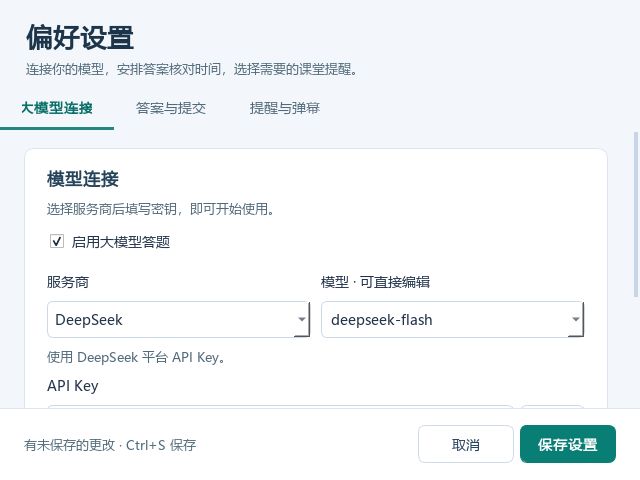 偏好设置
连接你的模型，安排答案核对时间，选择需要的课堂提醒。
大模型连接
答案与提交
提醒与弹幕
模型连接
选择服务商后填写密钥，即可开始使用。
启用大模型答题
服务商
模型 · 可直接编辑
DeepSeek
deepseek-flash
使用 DeepSeek 平台 API Key。
API Key
有未保存的更改 · Ctrl+S 保存
取消
保存设置